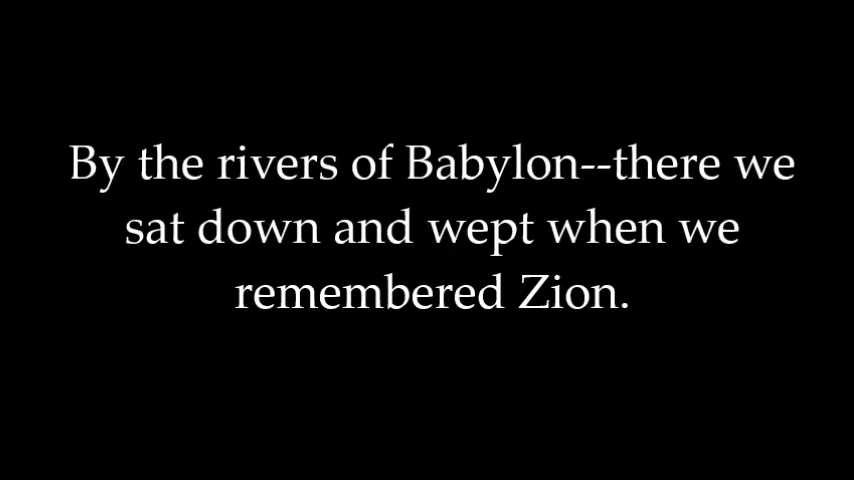 By the rivers of Babylon--there we
sat down and wept when we
remembered Zion.